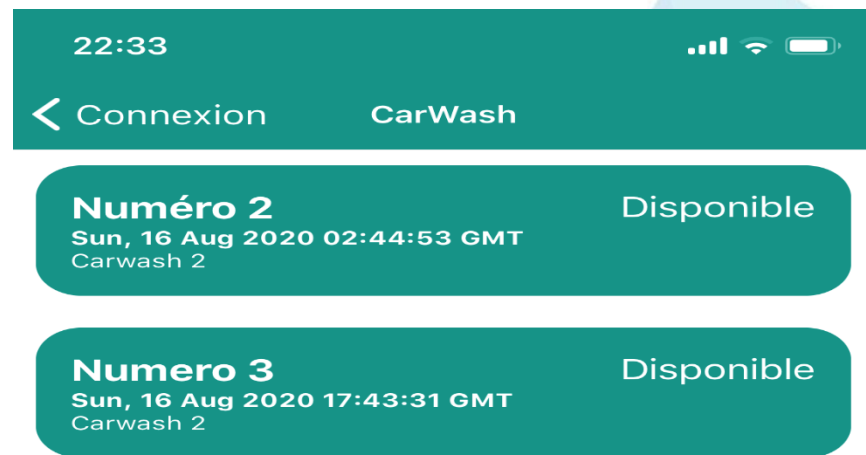 22:33
Connexion CarWash
Numéro 2 Disponible
Sun, 16 Aug 2020 02:44:53 GMT
Carwash 2
Numero 3 Disponible
Sun, 16 Aug 2020 17:43:31 GMT
Carwash 2